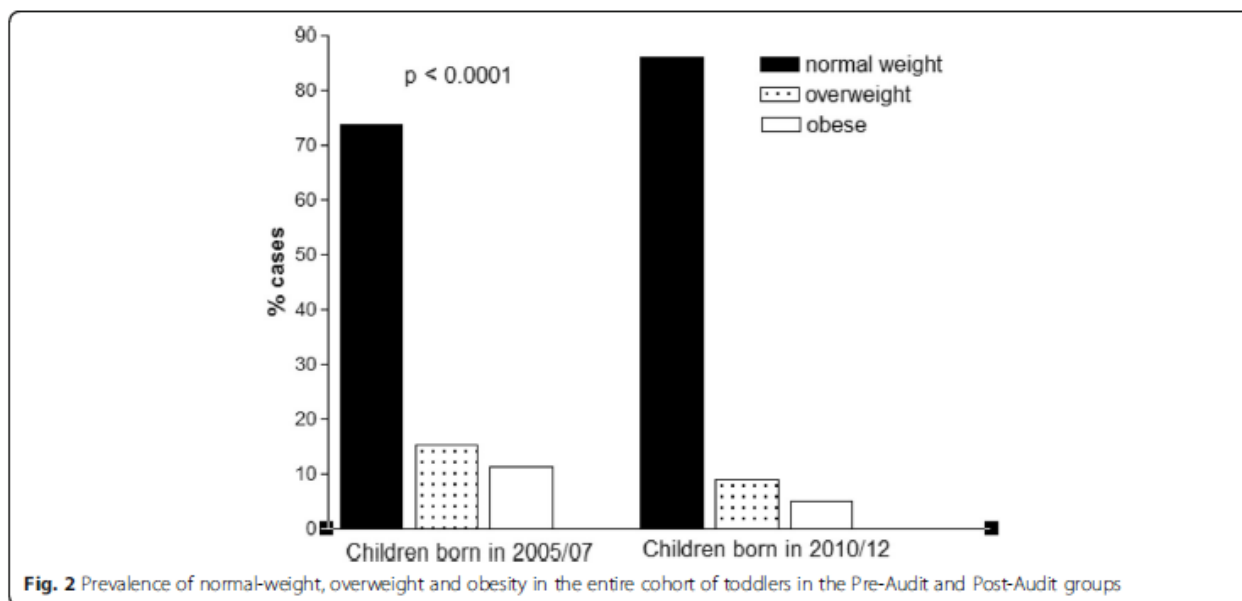 90
80
70
60
50
40
30
20
10
0
% cases
p < 0.0001
normal weight
overweight
obese
Children born in 2005/07
Children born in 2010/12
Fig. 2 Prevalence of normal-weight, overweight and obesity in the entire cohort of toddlers in the Pre-Audit and Post-Audit groups